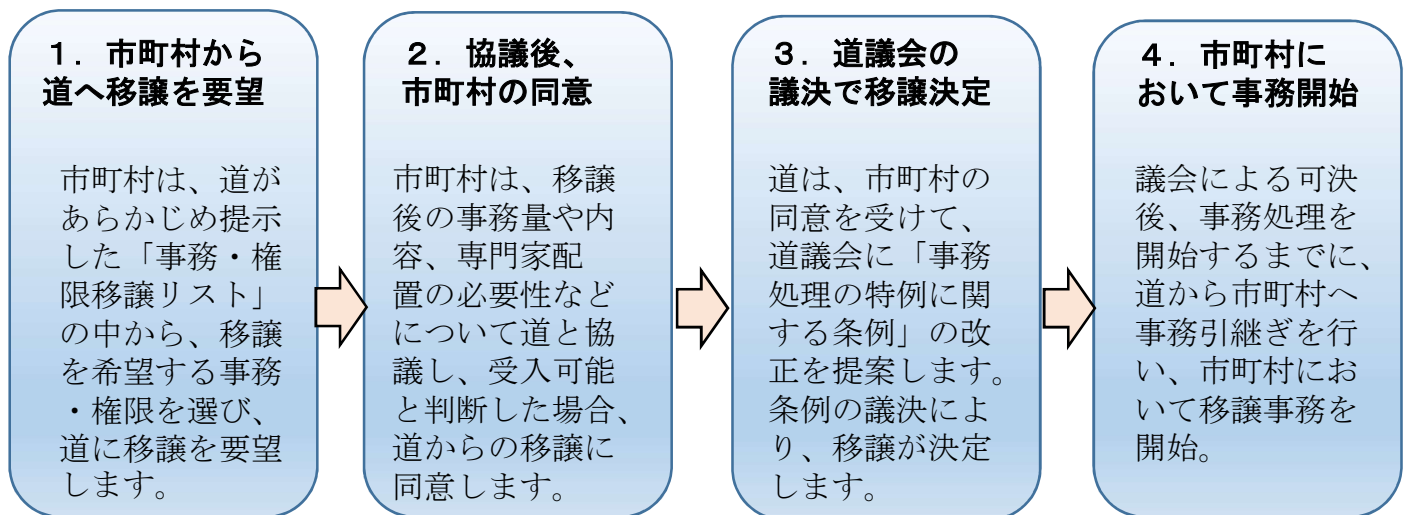 １．市町村から
道へ移譲を要望
市町村は、道が
あらかじめ提示
した「事務・権
限移譲リスト」
の中から、移譲
を希望する事務
・権限を選び、
道に移譲を要望
します。
２．協議後、
市町村の同意
市町村は、移譲
後の事務量や内
容、専門家配
置の必要性など
について道と協
議し、受入可能
と判断した場合、
道からの移譲に
同意します。
３．道議会の
議決で移譲決定
道は、市町村の
同意を受けて、
道議会に「事務
処理の特例に関
する条例」の改
正を提案します。
条例の議決によ
り、移譲が決定
します。
４．市町村に
おいて事務開始
議会による可決
後、事務処理を
開始するまでに、
道から市町村へ
事務引継ぎを行
い、市町村にお
いて移譲事務を
開始。